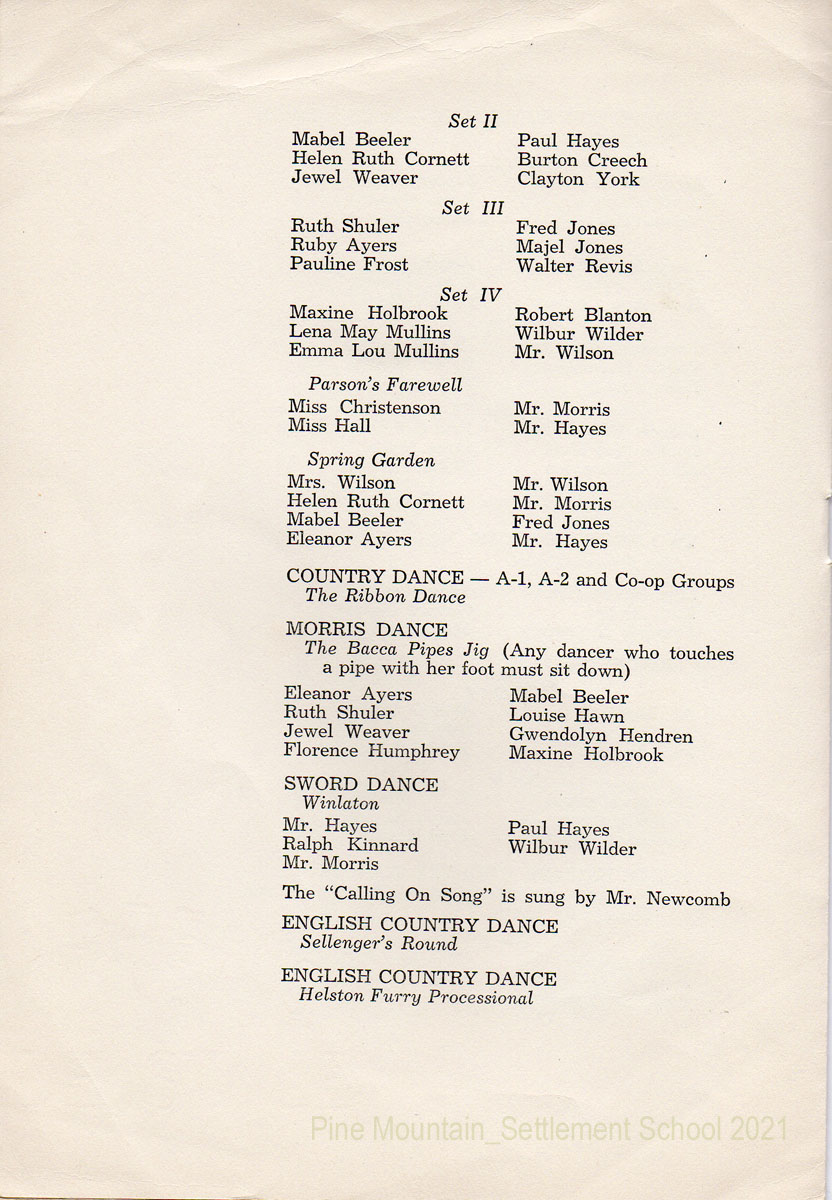 Set II
Mabel Beeler Paul Hayes
Helen Ruth Cornett Burton Creech
Jewel Weaver Clayton York
Set III
Ruth Shuler Fred Jones
Ruby Ayers Majel Jones
Pauline Frost Walter Revis
Set IV
Maxine Holbrook Robert Blanton
Lena May Mullins Wilbur Wilder
Emma Lou Mullins Mr. Wilson
Parson's Farewell
Miss Christenson Mr. Morris
Miss Hall Mr. Hayes
Spring Garden
Mrs. Wilson Mr. Wilson
Helen Ruth Cornett Mr. Morris
Mabel Beeler Fred Jones
Eleanor Ayers Mr. Hayes
COUNTRY DANCE — A-1, A-2 and Co-op Groups
The Ribbon Dance
MORRIS DANCE
The Bacca Pipes Jig (Any dancer who touches
a pipe with her foot must sit down)
Eleanor Ayers Mabel Beeler
Ruth Shuler Louise Hawn
Jewel Weaver Gwendolyn Hendren
Florence Humphrey Maxine Holbrook
SWORD DANCE
Winlaton
Mr. Hayes Paul Hayes
Ralph Kinnard Wilbur Wilder
Mr. Morris
The "Calling On Song" is sung by Mr. Newcomb
ENGLISH COUNTRY DANCE
Sellenger's Round
ENGLISH COUNTRY DANCE
Helston Furry Processional
Pine Mountain_Settlement School 2021